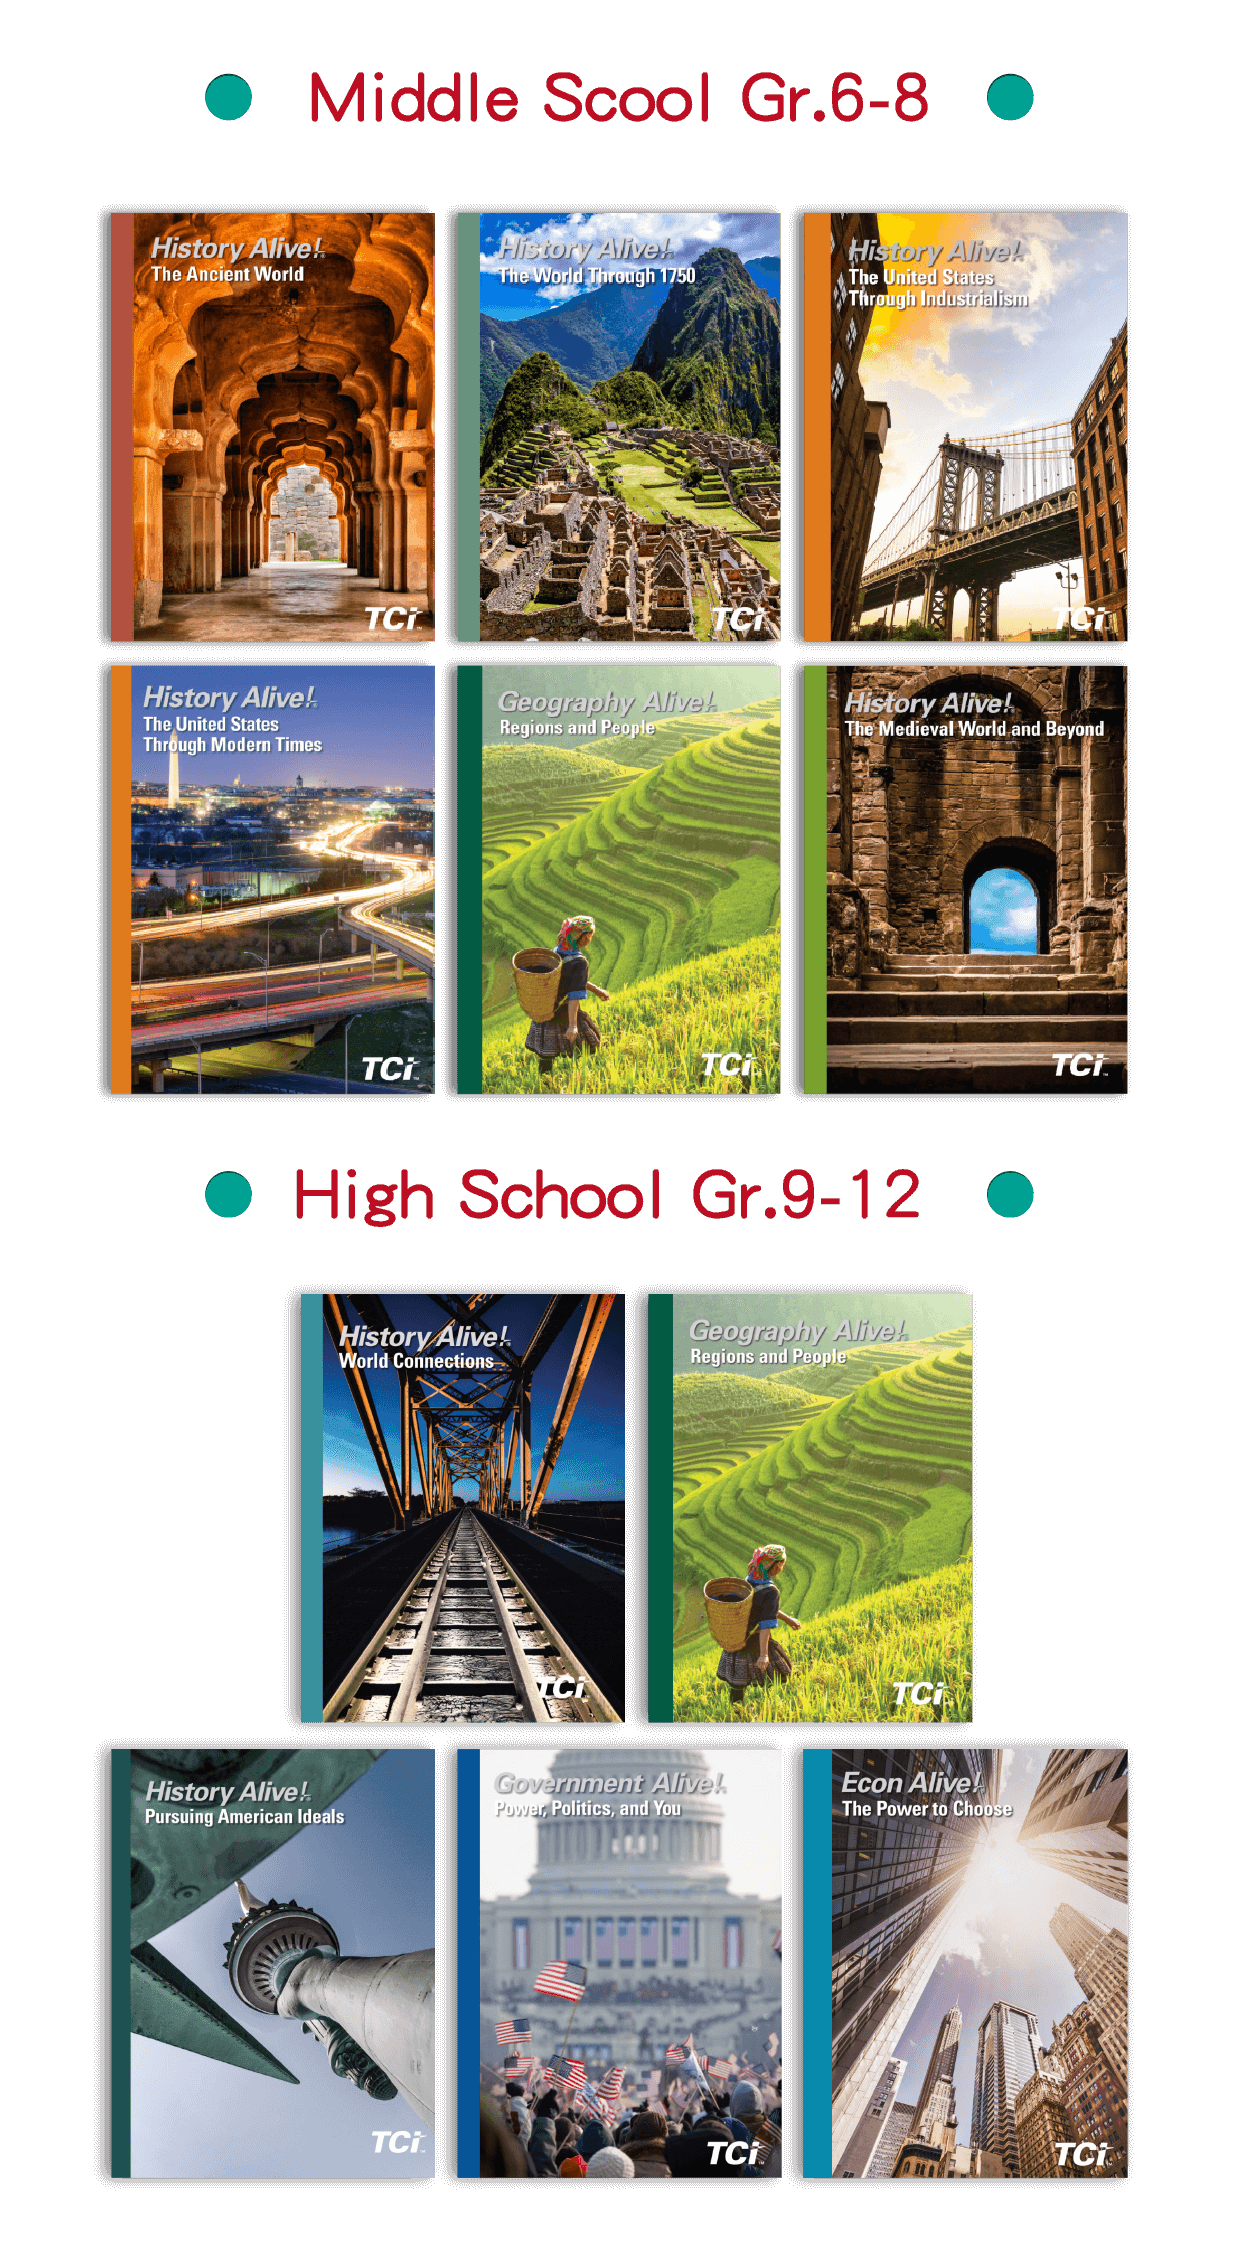 Middle Scool Gr.6-8
History Alive!
The Ancient World
TCi
History Alive!
The World Through 1750
TCi
History Alive!
The United States
Through Industrialism
TCi
History Alive!
The United States
Through Modern Times
TCi
Geography Alive!
Regions and People
TCi
History Alive!
The Medieval World and Beyond
TCi
High School Gr.9-12
History Alive!
World Connections
TCi
Geography Alive!
Regions and People
TCi
History Alive!
Pursuing American Ideals
TCi
Government Alive!
Power, Politics, and You
TCi
Econ Alive!
The Power to Choose
TCi